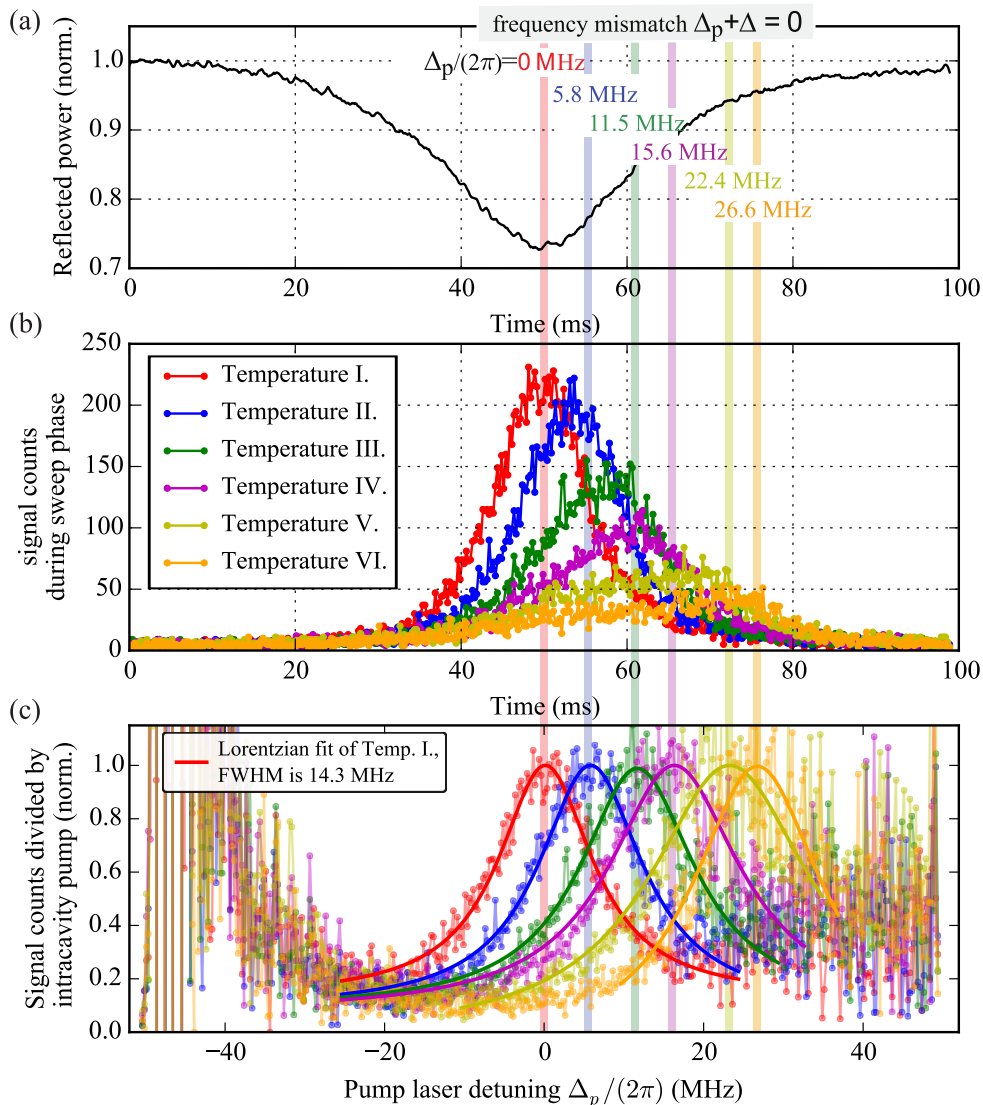 (a)
frequency mismatch Δp+Δ = 0
Δp/(2π)=0 MHz
5.8 MHz
11.5 MHz
15.6 MHz
22.4 MHz
26.6 MHz
Reflected power (norm.)
1.0
0.9
0.8
0.7
0 20 40 60 80 100
Time (ms)
(b)
signal counts
during sweep phase
250
200
150
100
50
0
Temperature I.
Temperature II.
Temperature III.
Temperature IV.
Temperature V.
Temperature VI.
0 20 40 60 80 100
Time (ms)
(c)
Signal counts divided by
intracavity pump (norm.)
1.0
0.8
0.6
0.4
0.2
0.0
Lorentzian fit of Temp. I.,
FWHM is 14.3 MHz
−40 −20 0 20 40
Pump laser detuning Δp/(2π) (MHz)